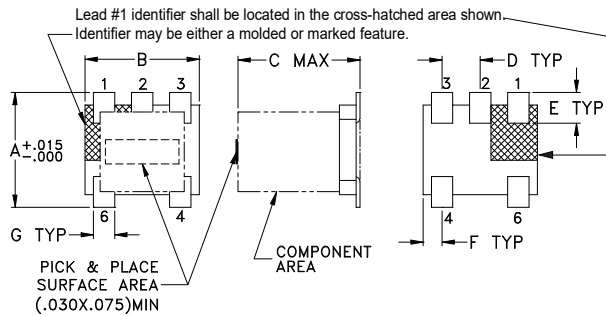 Lead #1 identifier shall be located in the cross-hatched area shown.
Identifier may be either a molded or marked feature.
B
C MAX
D TYP
1 2 3
3 2 1
E TYP
A +.015
-.000
6 4
4 6
G TYP
F TYP
COMPONENT
AREA
PICK & PLACE
SURFACE AREA
(.030X.075)MIN